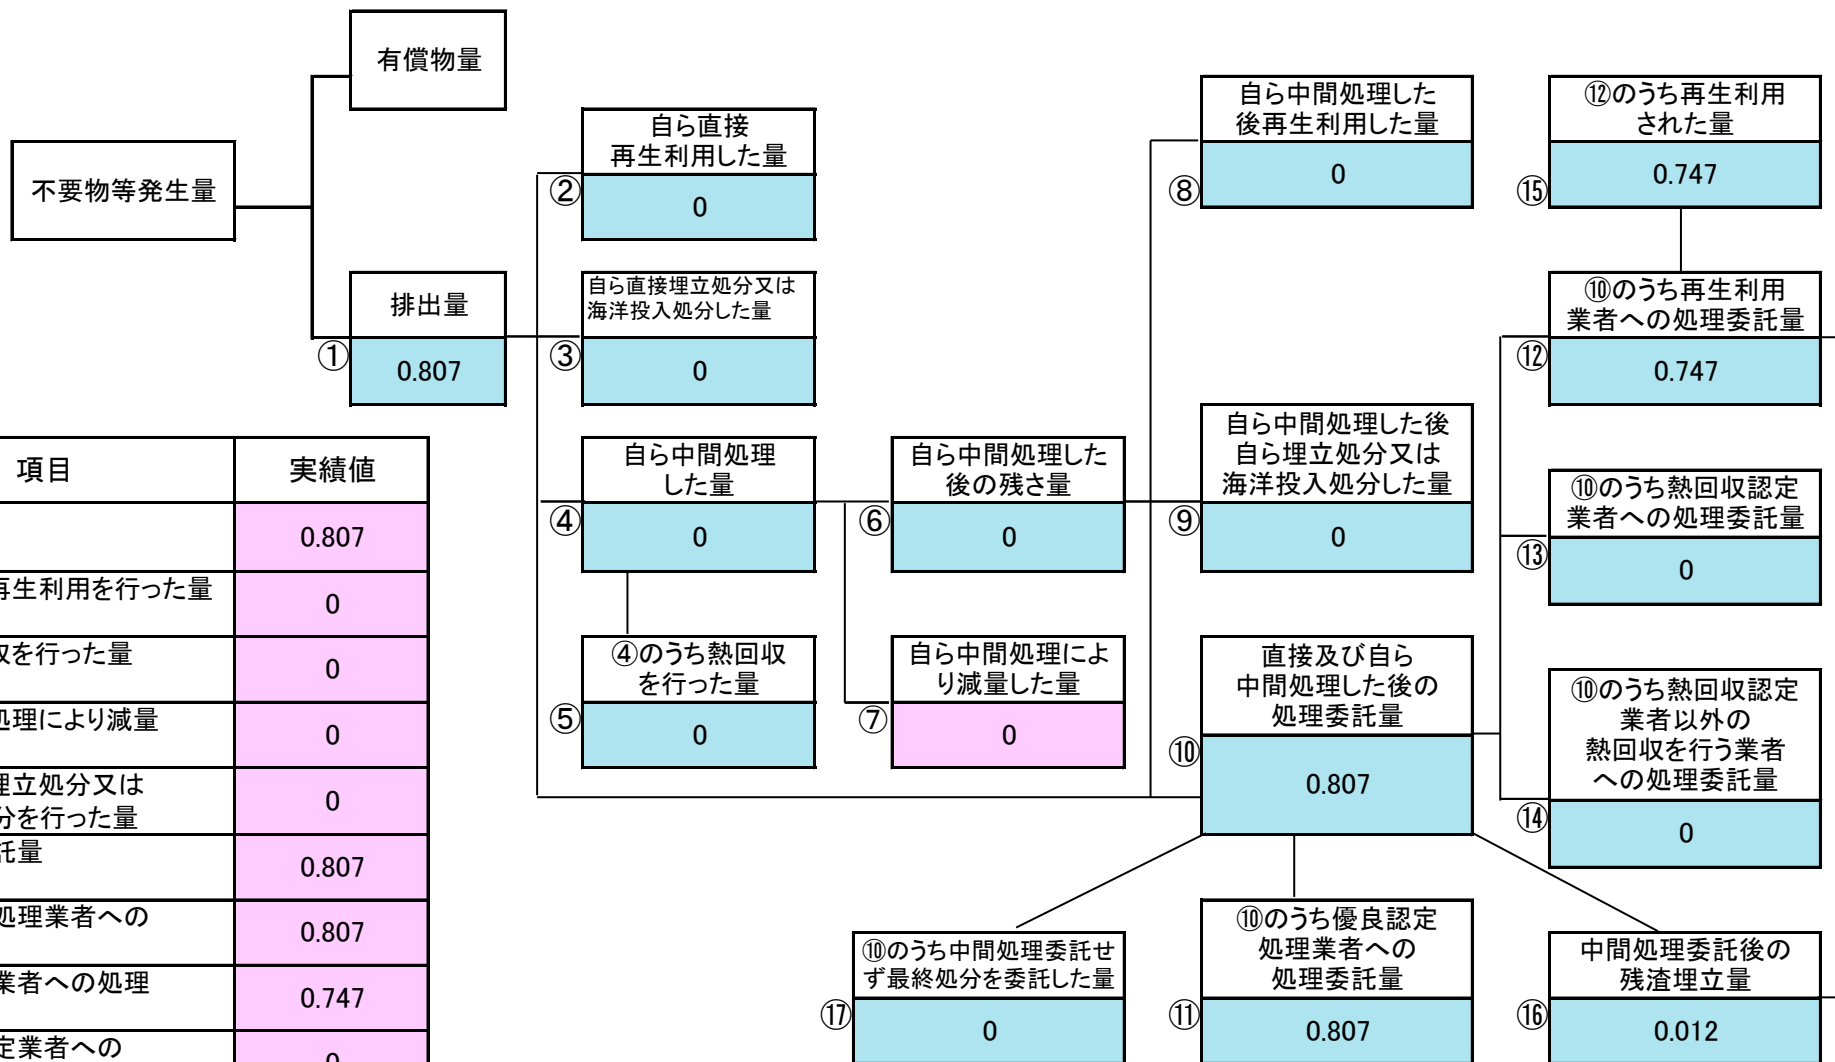 有償物量
不要物等発生量
排出量
①
0.807
自ら直接
再生利用した量
②
0
自ら直接埋立処分又は
海洋投入処分した量
③
0
自ら中間処理
した量
④
0
④のうち熱回収
を行った量
⑤
0
自ら中間処理した
後の残さ量
⑥
0
自ら中間処理によ
り減量した量
⑦
0
自ら中間処理した
後再生利用した量
⑧
0
自ら中間処理した後
自ら埋立処分又は
海洋投入処分した量
⑨
0
直接及び自ら
中間処理した後の
処理委託量
⑩
0.807
⑫のうち再生利用
された量
⑮
0.747
⑩のうち再生利用
業者への処理委託量
⑫
0.747
⑩のうち熱回収認定
業者への処理委託量
⑬
0
⑩のうち熱回収認定
業者以外の
熱回収を行う業者
への処理委託量
⑭
0
⑩のうち中間処理委託せ
ず最終処分を委託した量
⑰
0
⑩のうち優良認定
処理業者への
処理委託量
⑪
0.807
中間処理委託後の
残渣埋立量
⑯
0.012
項目 実績値
0.807
再生利用を行った量
0
を行った量
0
処理により減量
0
埋立処分又は
分を行った量
0
託量
0.807
処理業者への
0.807
業者への処理
0.747
定業者への
0